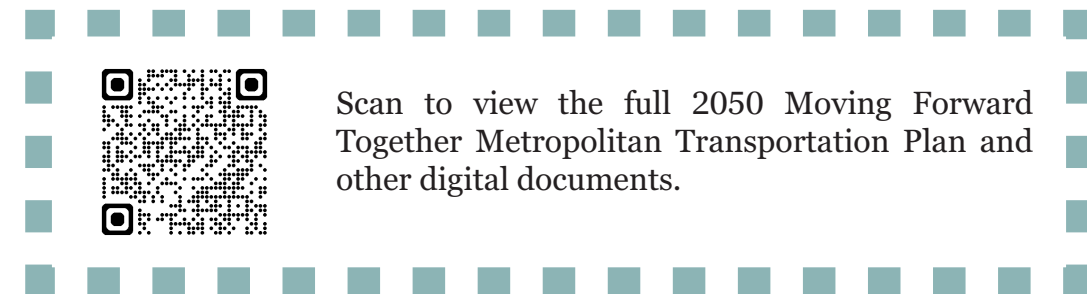 Scan to view the full 2050 Moving Forward
Together Metropolitan Transportation Plan and
other digital documents.